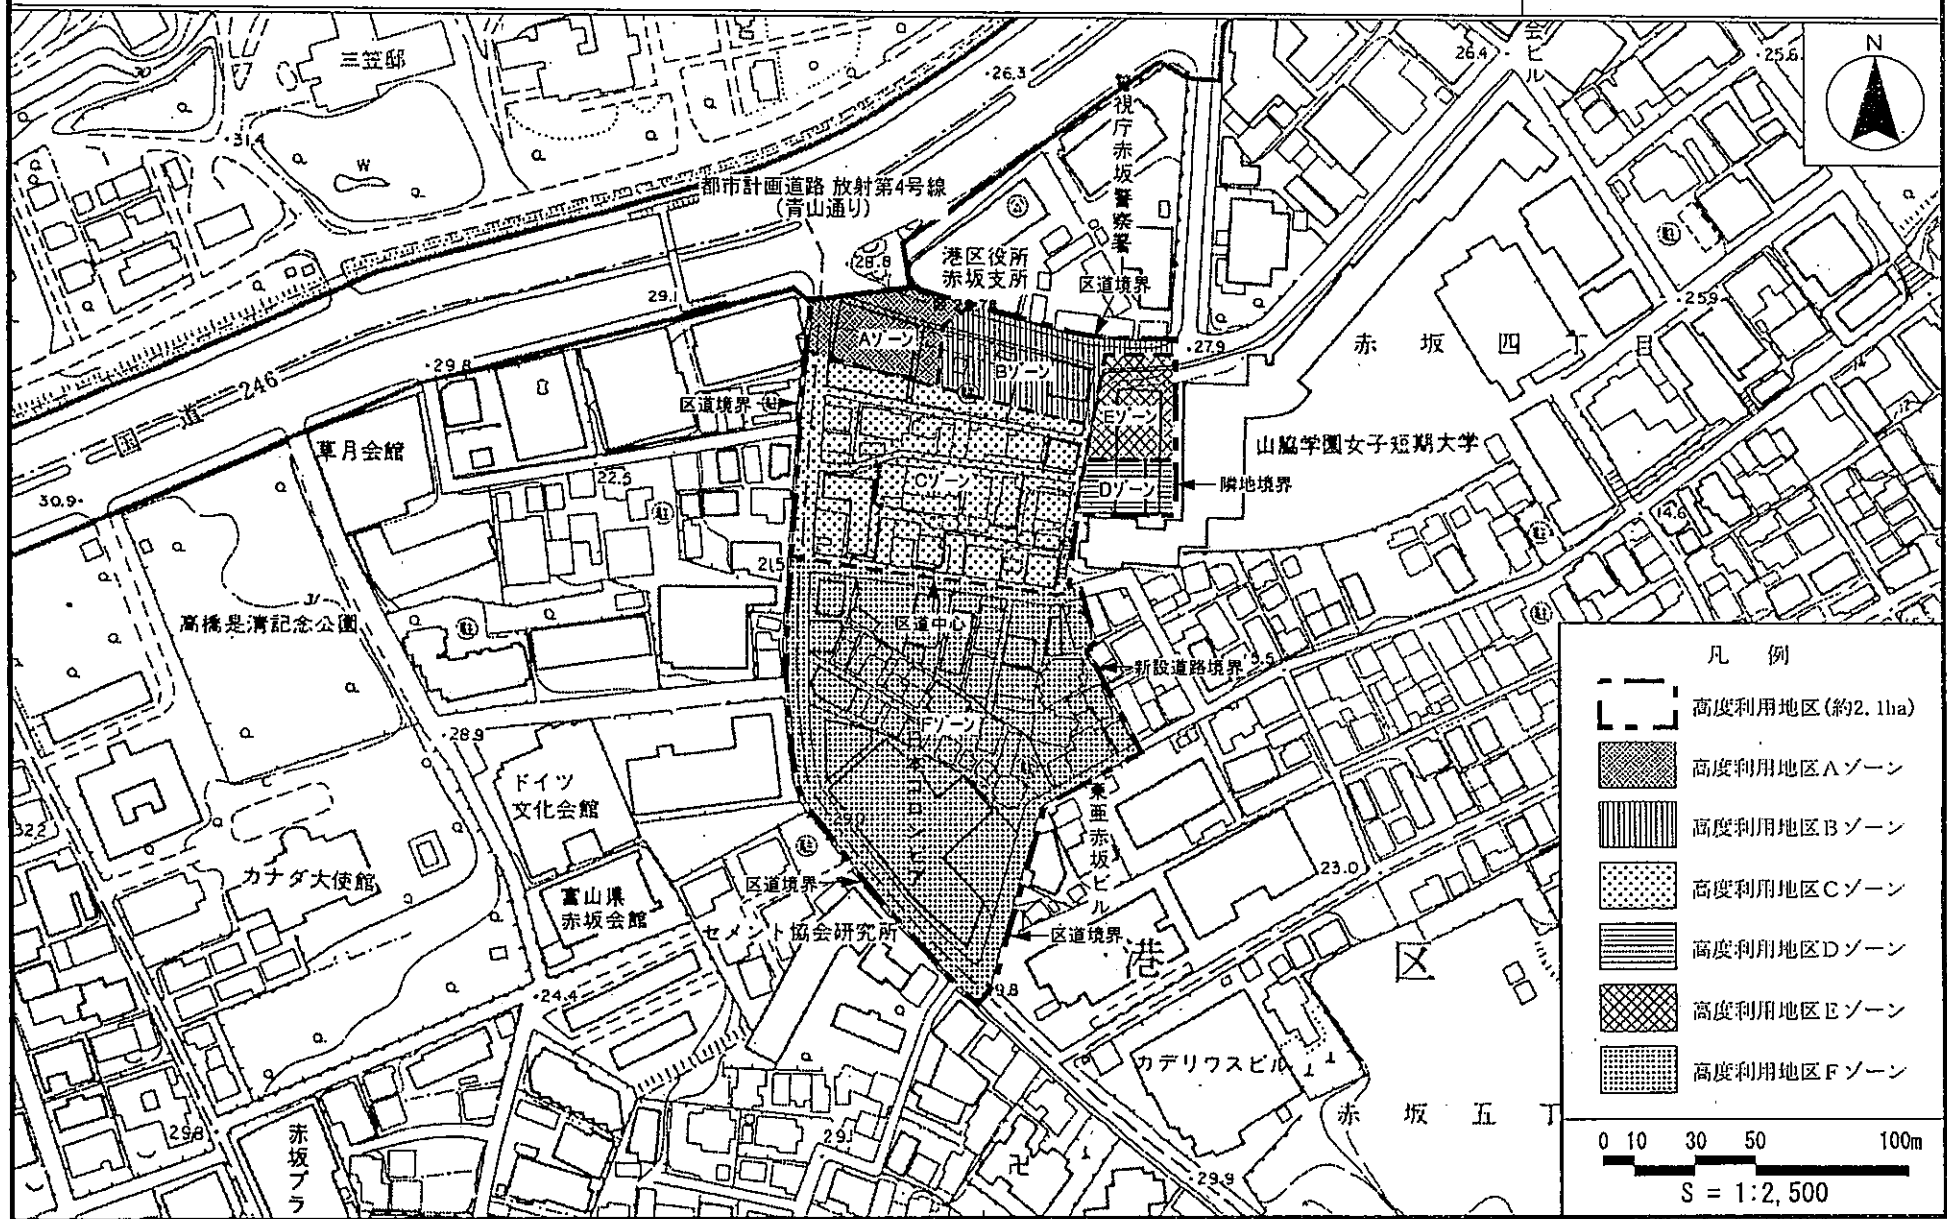 三笠邸
26.3
26.4
25.6
N
31.4
W
警視庁赤坂警察署
都市計画道路 放射第4号線
(青山通り)
港区役所
赤坂支所
28.8
区道境界
29.1
25.9
Aゾーン
27.9
赤坂四丁目
29.8
Bゾーン
国道246
区道境界
Eゾーン
草月会館
山脇学園女子短期大学
22.5
Cゾーン
Dゾーン
隣地境界
30.9
14.6
21.5
高橋是清記念公園
区道中心
新設道路境界
凡例
高度利用地区(約2.1ha)
Fゾーン
28.9
高度利用地区Aゾーン
ドイツ
文化会館
日本コロンビア
東亜赤坂ビル
32.2
29.0
高度利用地区Bゾーン
カナダ大使館
23.0
区道境界
高度利用地区Cゾーン
富山県
赤坂会館
セメント協会研究所
区道境界
港区
高度利用地区Dゾーン
24.4
高度利用地区Eゾーン
カデリウスビル
高度利用地区Fゾーン
赤坂五丁
29.8
赤坂プラ
29.1
29.9
0 10 30 50 100m
S = 1:2,500